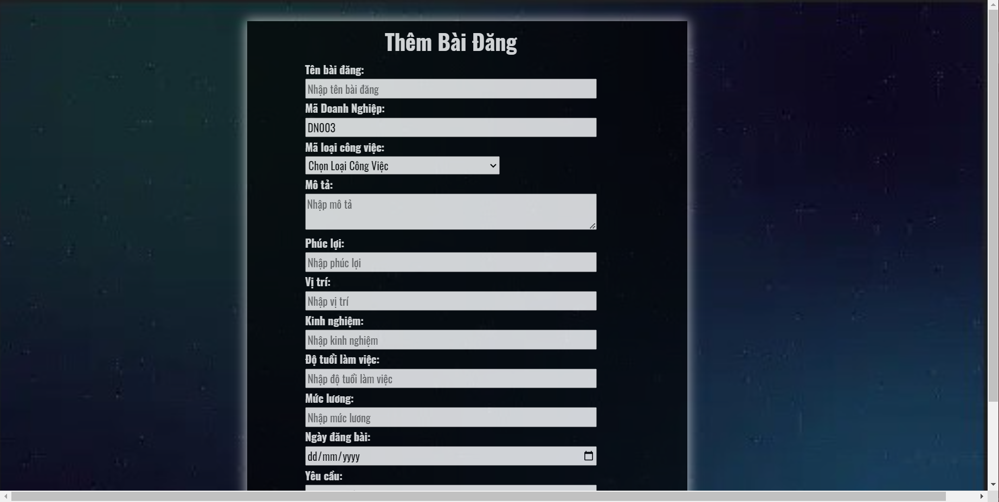 Thêm Bài Đăng
Tên bài đăng:
Nhập tên bài đăng
Mã Doanh Nghiệp:
DN003
Mã loại công việc:
Chọn Loại Công Việc
Mô tả:
Nhập mô tả
Phúc lợi:
Nhập phúc lợi
Vị trí:
Nhập vị trí
Kinh nghiệm:
Nhập kinh nghiệm
Độ tuổi làm việc:
Nhập độ tuổi làm việc
Mức lương:
Nhập mức lương
Ngày đăng bài:
dd/mm/yyyy
Yêu cầu: